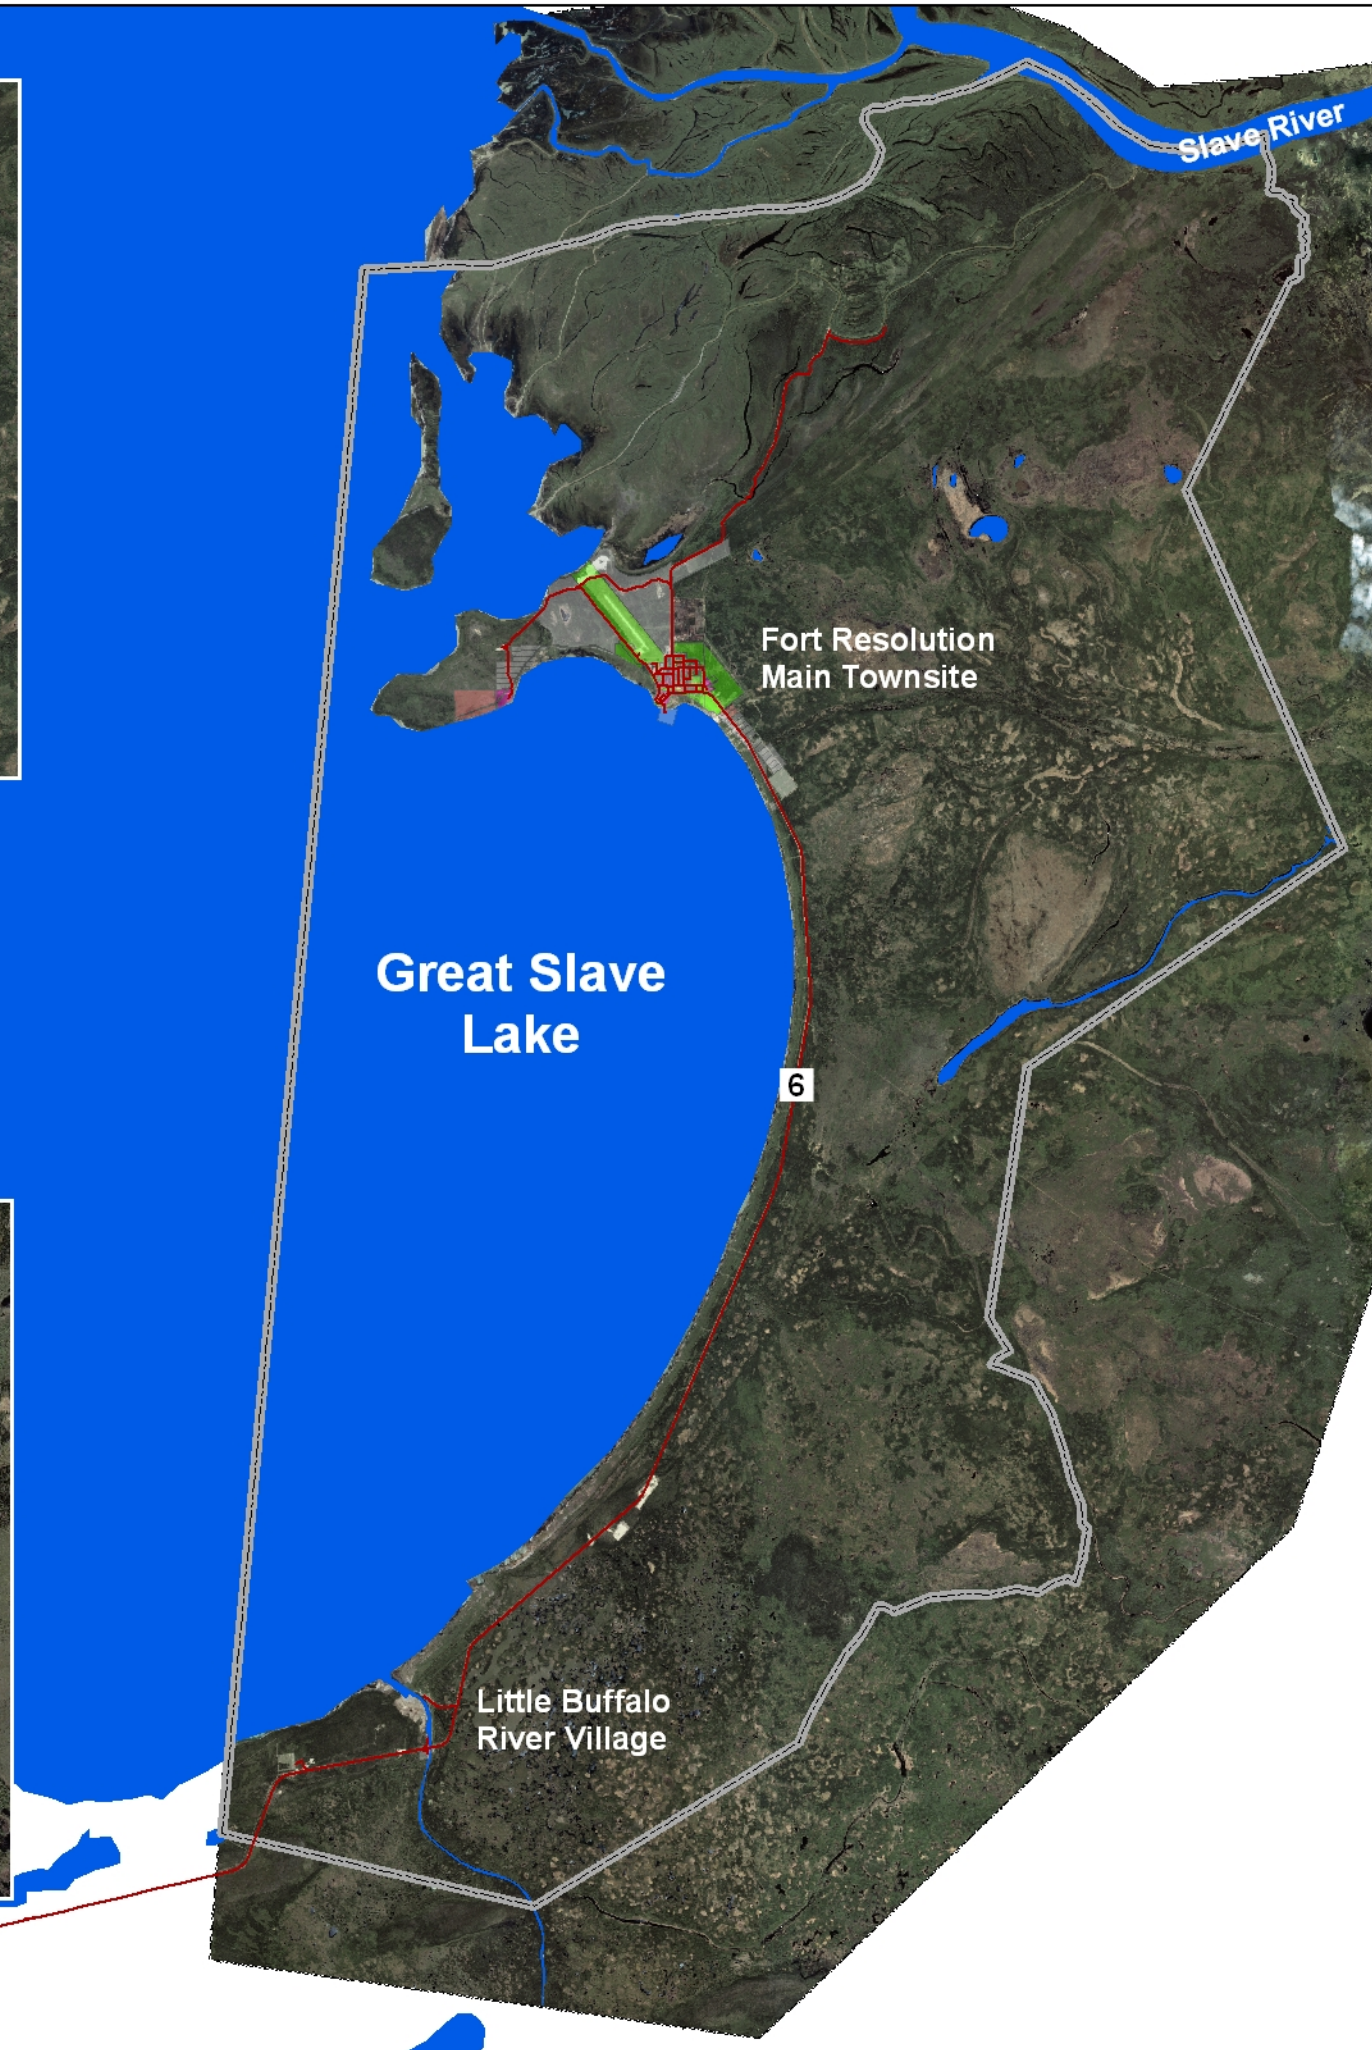 Slave River
Fort Resolution
Main Townsite
Great Slave
Lake
6
Little Buffalo
River Village